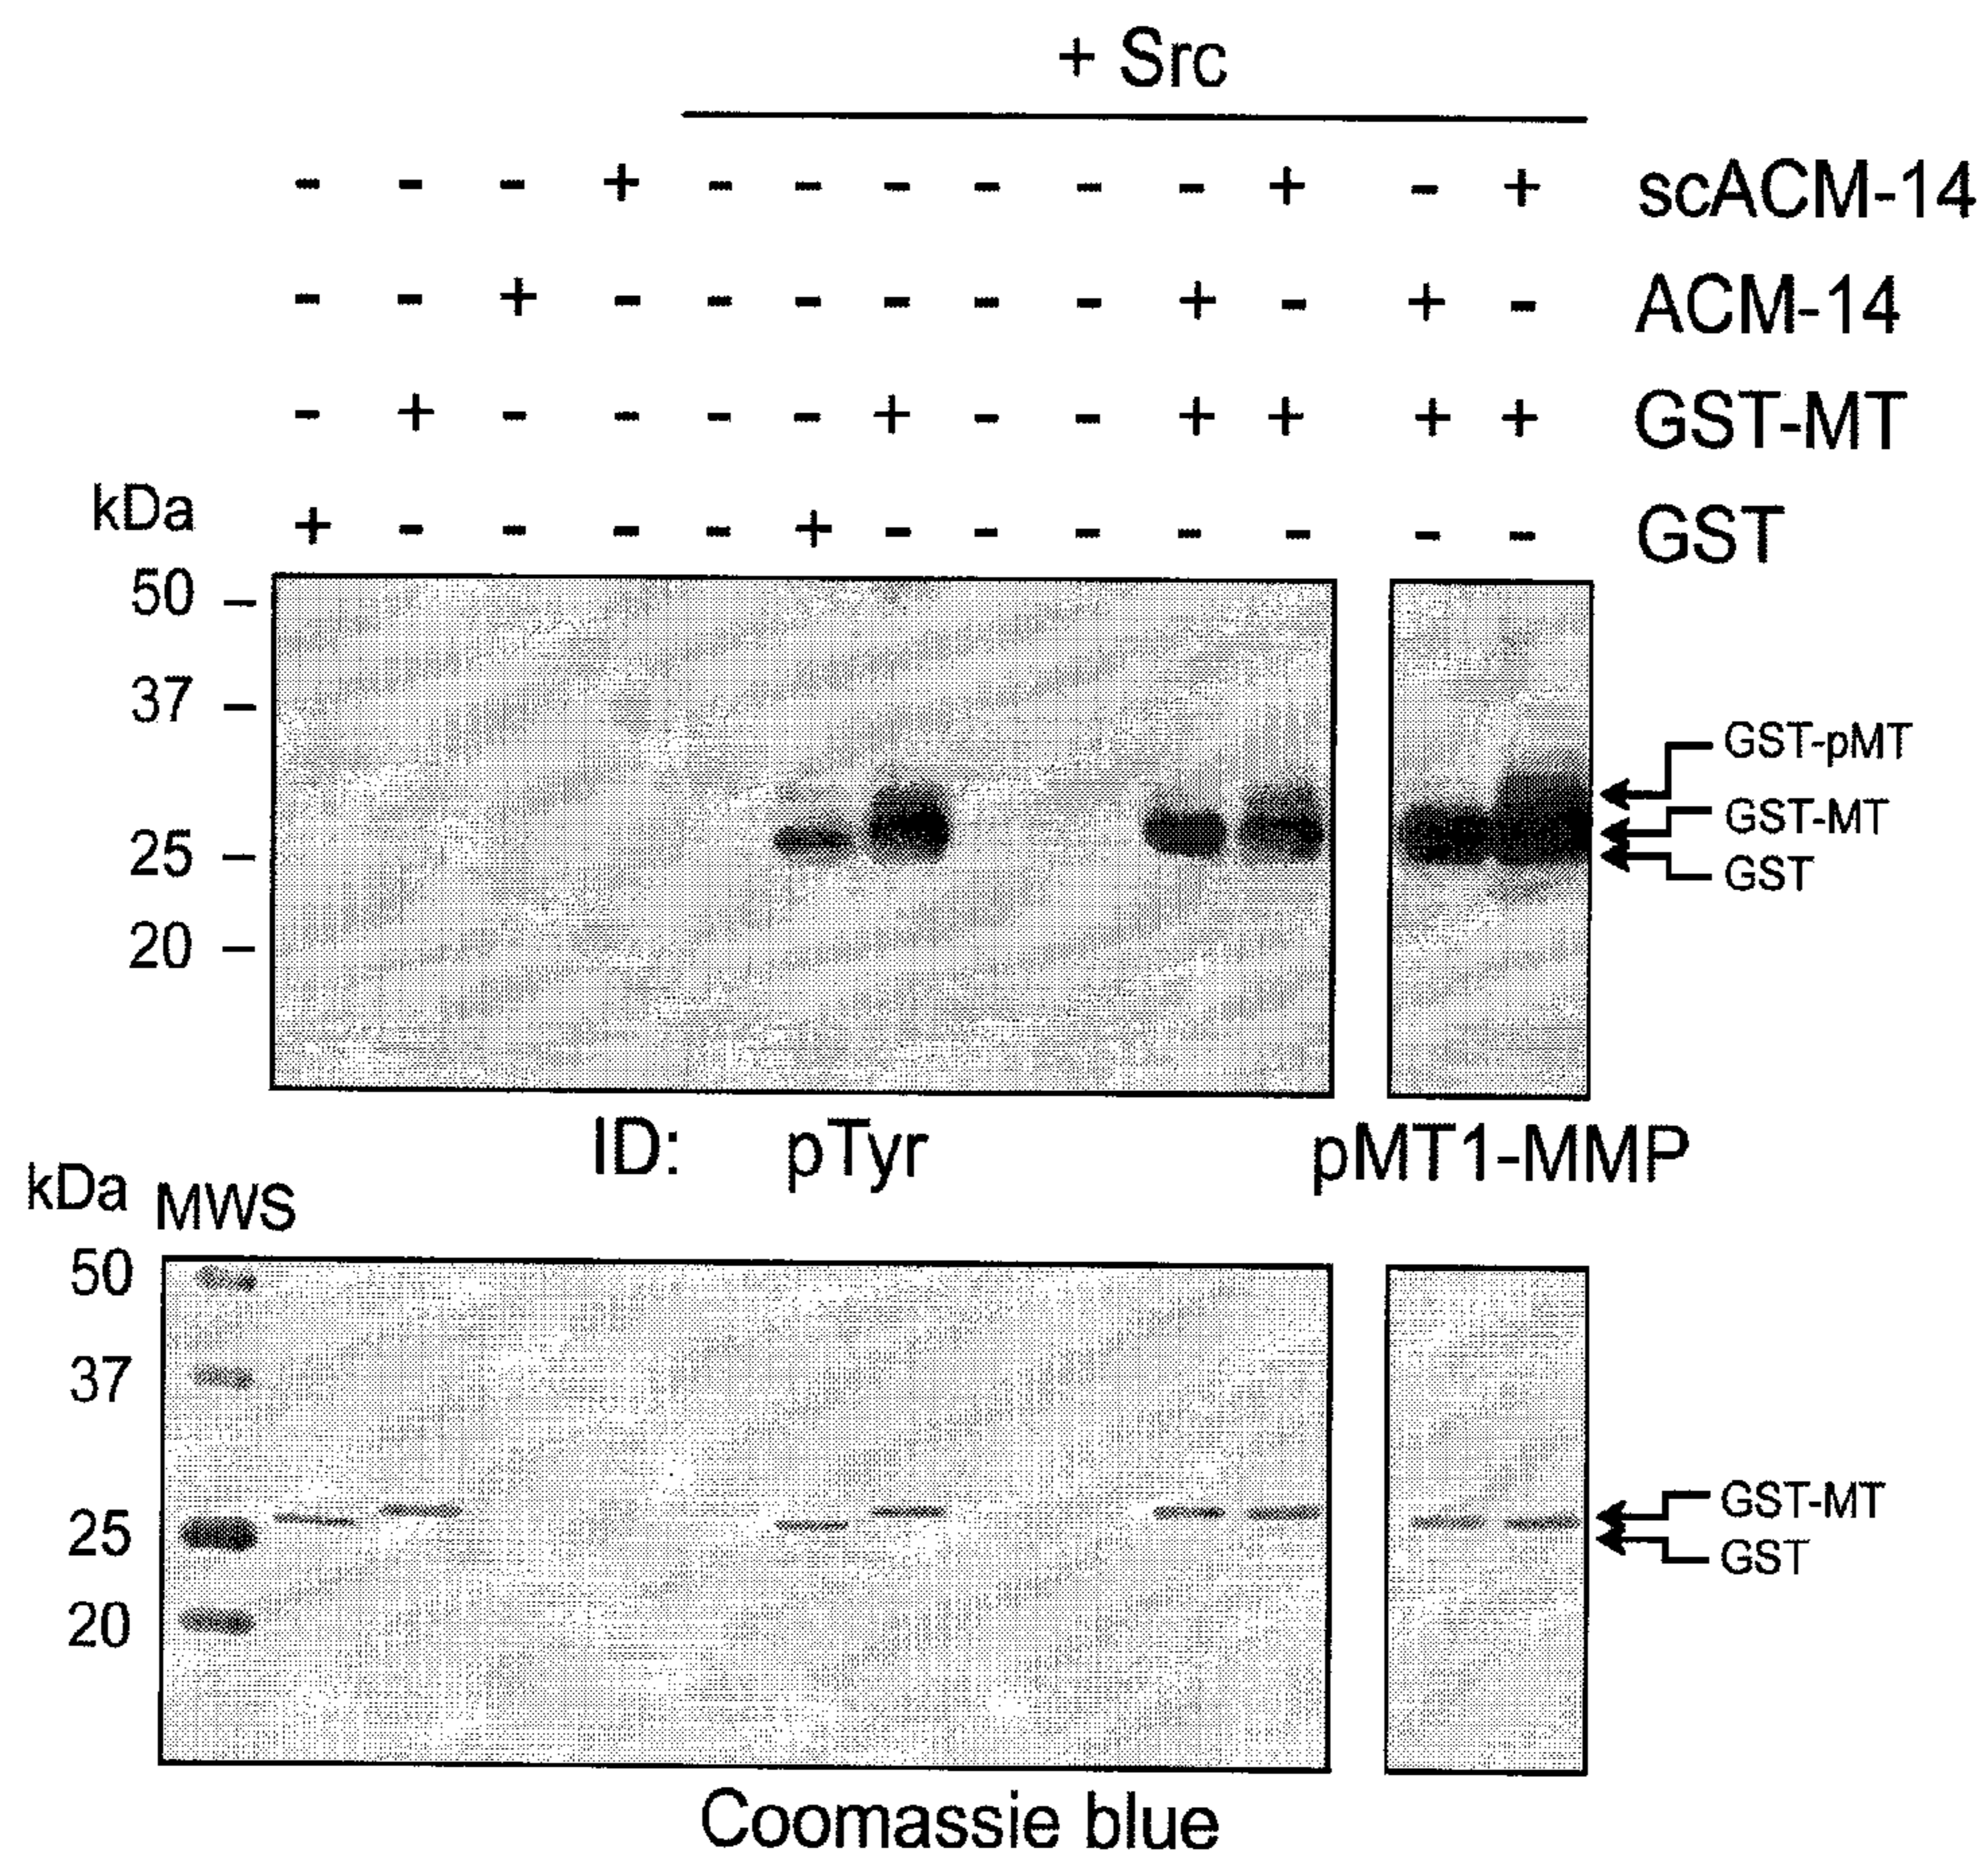 + Src
- - - + - - - - - - + - + scACM-14
- - + - - - - - - + - + - ACM-14
- + - - - - + - - + + + + GST-MT
kDa + - - - - + - - - - - - - GST
50
37
25
20
GST-pMT
GST-MT
GST
ID: pTyr pMT1-MMP
kDa MWS
50
37
25
20
GST-MT
GST
Coomassie blue